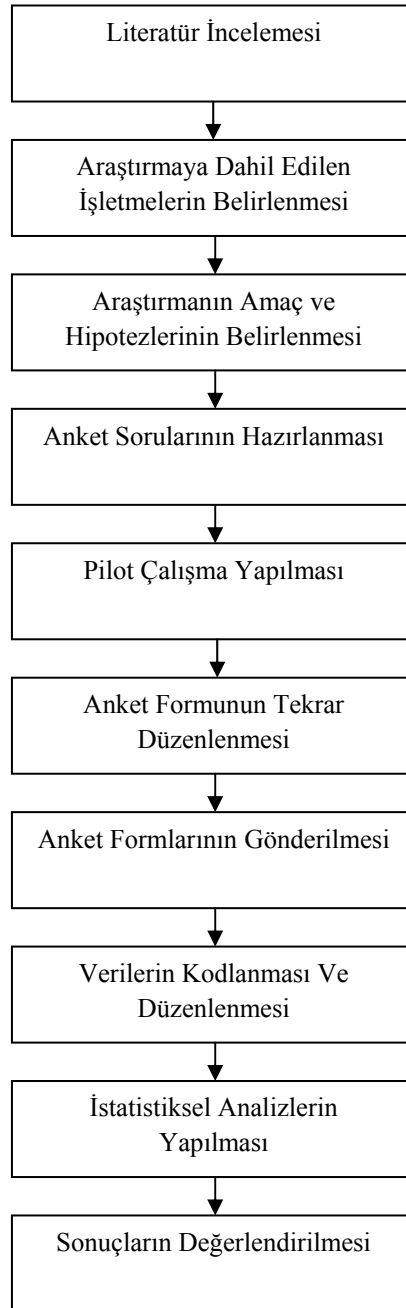 Literatür İncelemesi
Araştırmaya Dahil Edilen
İşletmelerin Belirlenmesi
Araştırmanın Amaç ve
Hipotezlerinin Belirlenmesi
Anket Sorularının Hazırlanması
Pilot Çalışma Yapılması
Anket Formunun Tekrar
Düzenlenmesi
Anket Formlarının Gönderilmesi
Verilerin Kodlanması Ve
Düzenlenmesi
İstatistiksel Analizlerin
Yapılması
Sonuçların Değerlendirilmesi